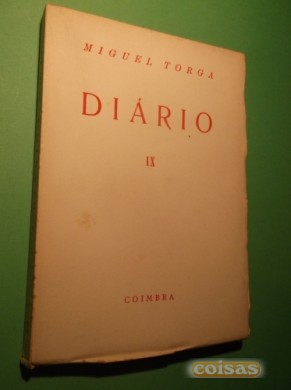 MIGUEL TORGA
DIÁRIO
IX
COIMBRA
coisas